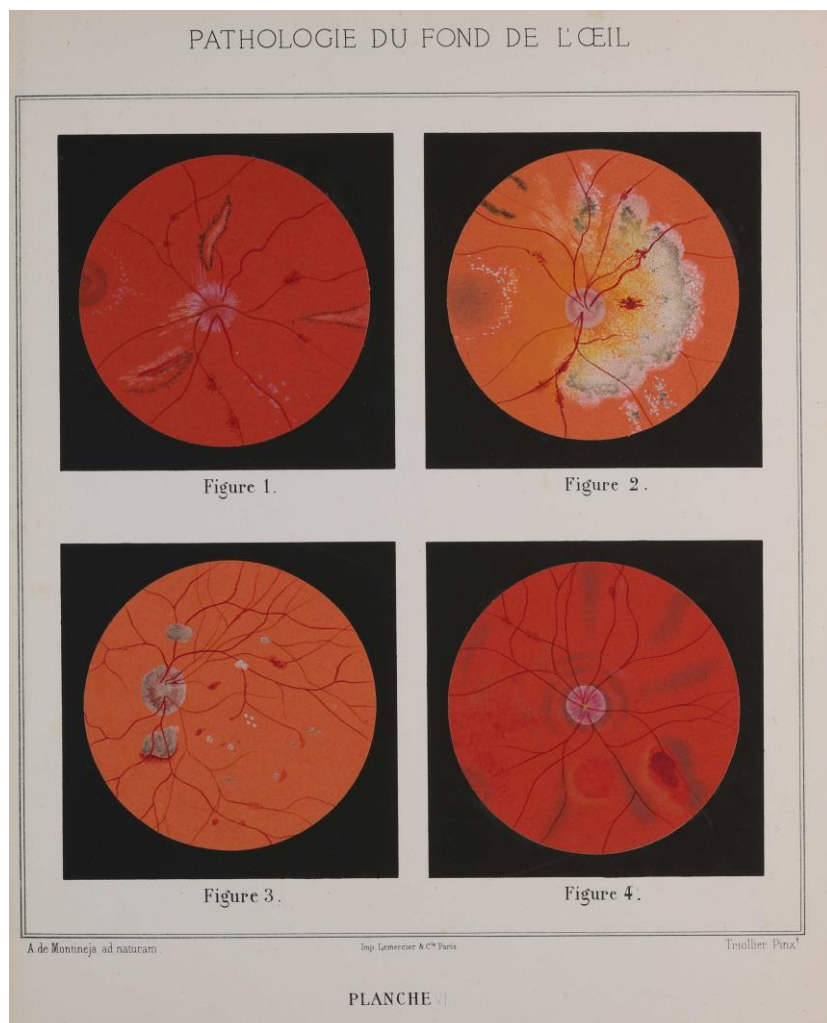 PATHOLOGIE DU FOND DE L'ŒIL
Figure 1.
Figure 2.
Figure 3.
Figure 4.
A. de Montméja ad naturam.
Imp. Lemercier & Cie Paris
Triollier Pinxt
PLANCHE